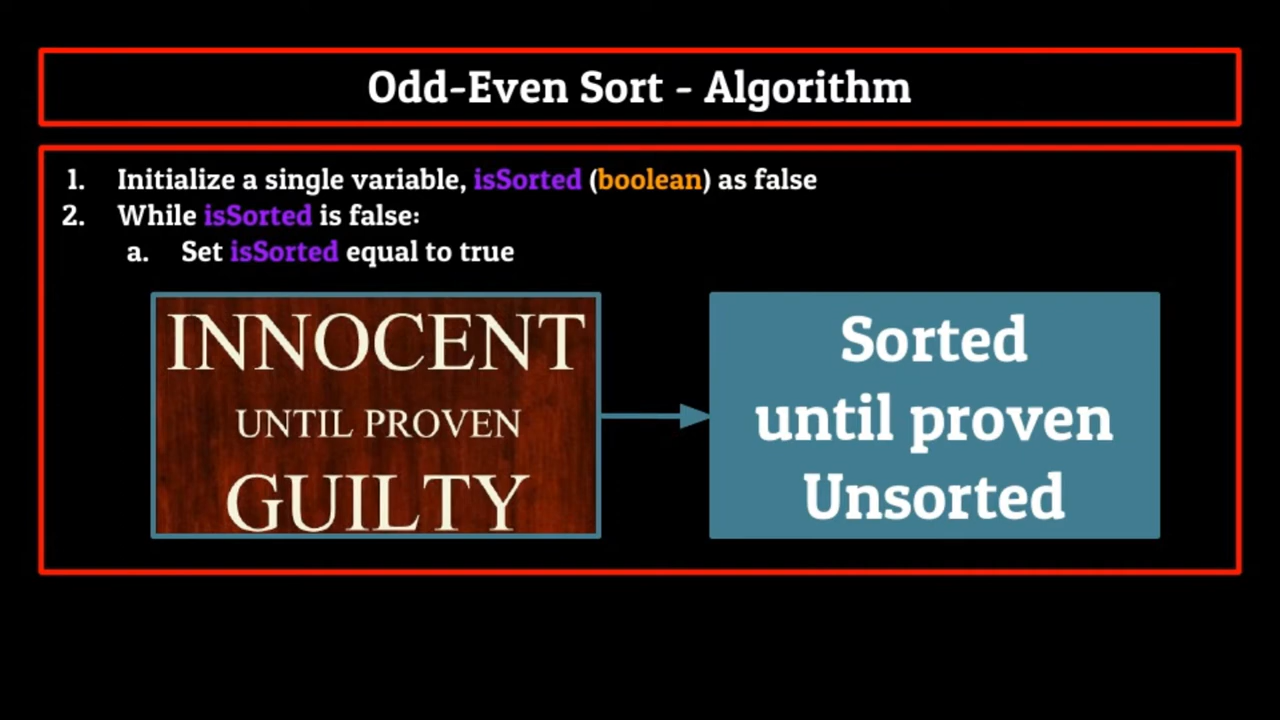 Odd-Even Sort - Algorithm
1. Initialize a single variable, isSorted (boolean) as false
2. While isSorted is false:
a. Set isSorted equal to true
INNOCENT
UNTIL PROVEN
GUILTY
Sorted
until proven
Unsorted